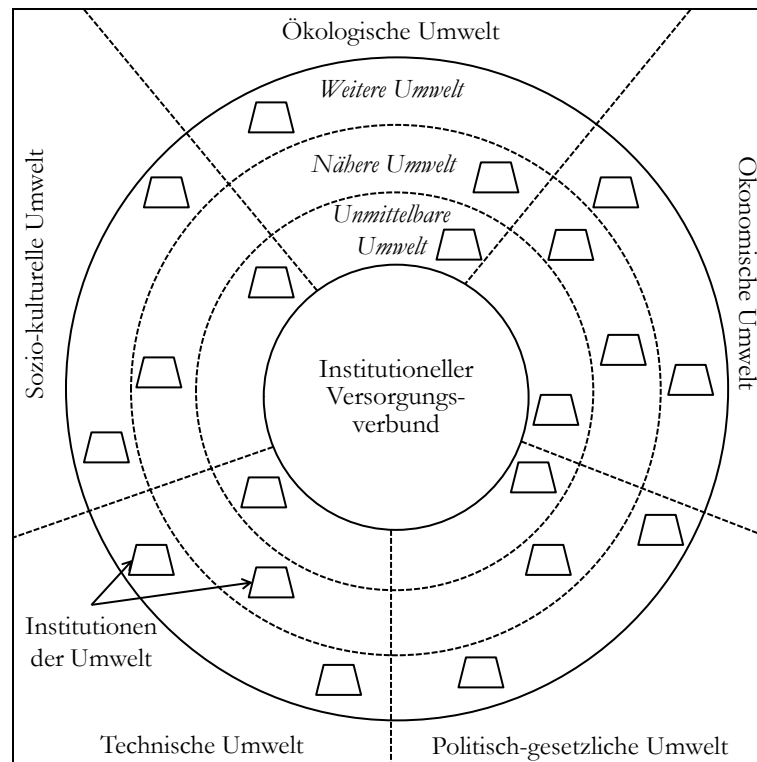 Ökologische Umwelt
Weitere Umwelt
Nähere Umwelt
Unmittelbare
Umwelt
Sozio-kulturelle Umwelt
Okonomische Umwelt
Institutioneller
Versorgungs-
verbund
Institutionen
der Umwelt
Technische Umwelt
Politisch-gesetzliche Umwelt